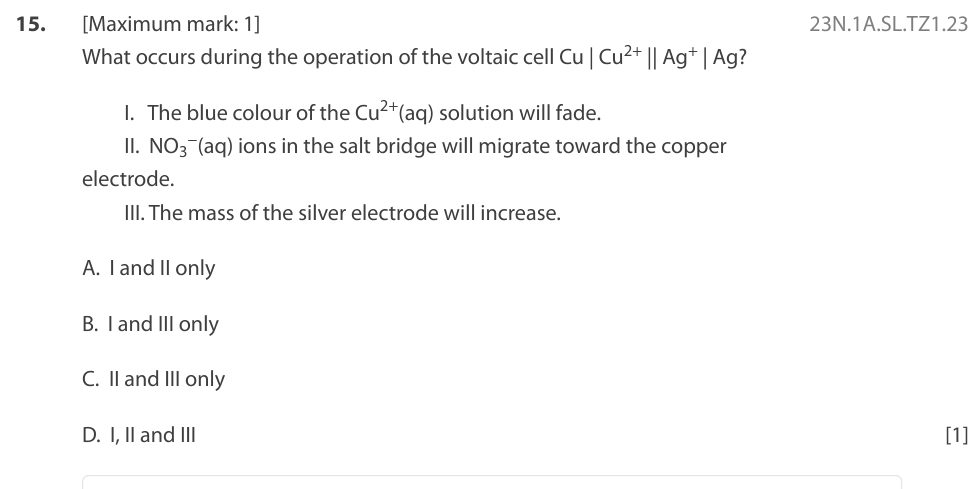 15. [Maximum mark: 1] 23N.1A.SL.TZ1.23
What occurs during the operation of the voltaic cell Cu | Cu²⁺ || Ag⁺ | Ag?
I. The blue colour of the Cu²⁺(aq) solution will fade.
II. NO₃⁻(aq) ions in the salt bridge will migrate toward the copper
electrode.
III. The mass of the silver electrode will increase.
A. I and II only
B. I and III only
C. II and III only
D. I, II and III [1]